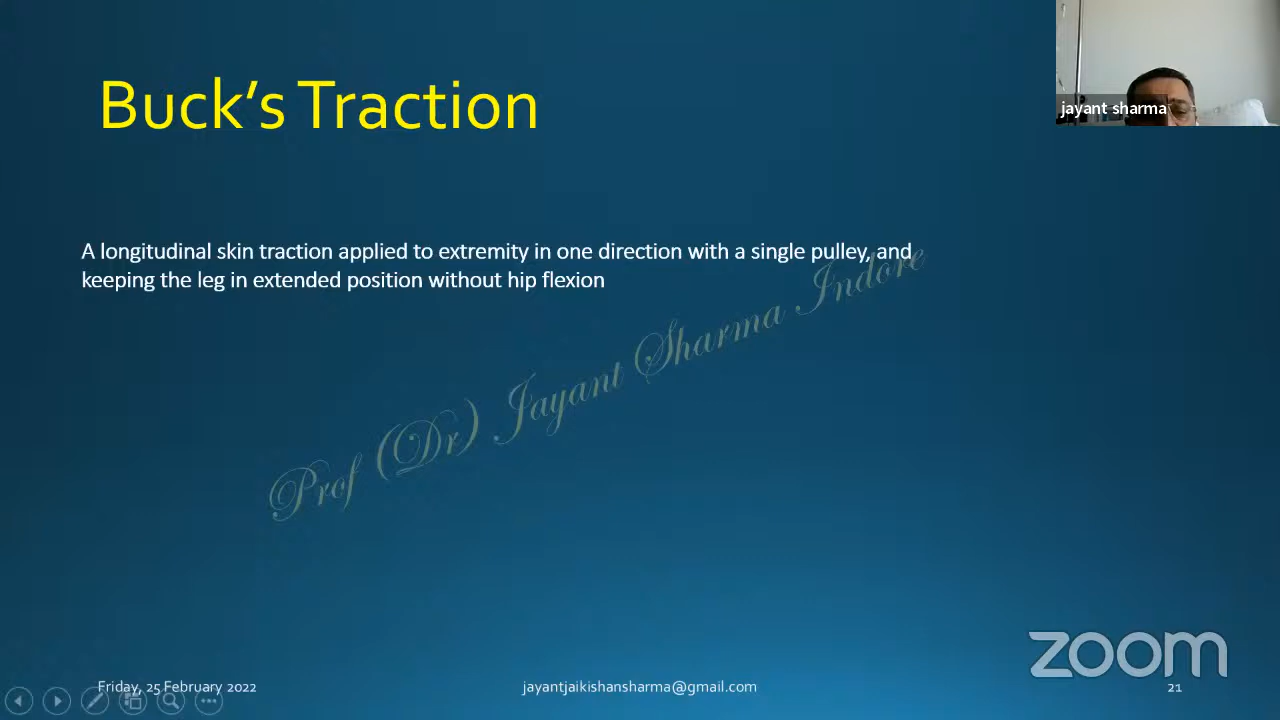 Buck's Traction
jayant sharma
A longitudinal skin traction applied to extremity in one direction with a single pulley, and
keeping the leg in extended position without hip flexion
Prof (Dr) Jayant Sharma Indore
zoom
Friday, 25 February 2022
jayantjaikishansharma@gmail.com
21